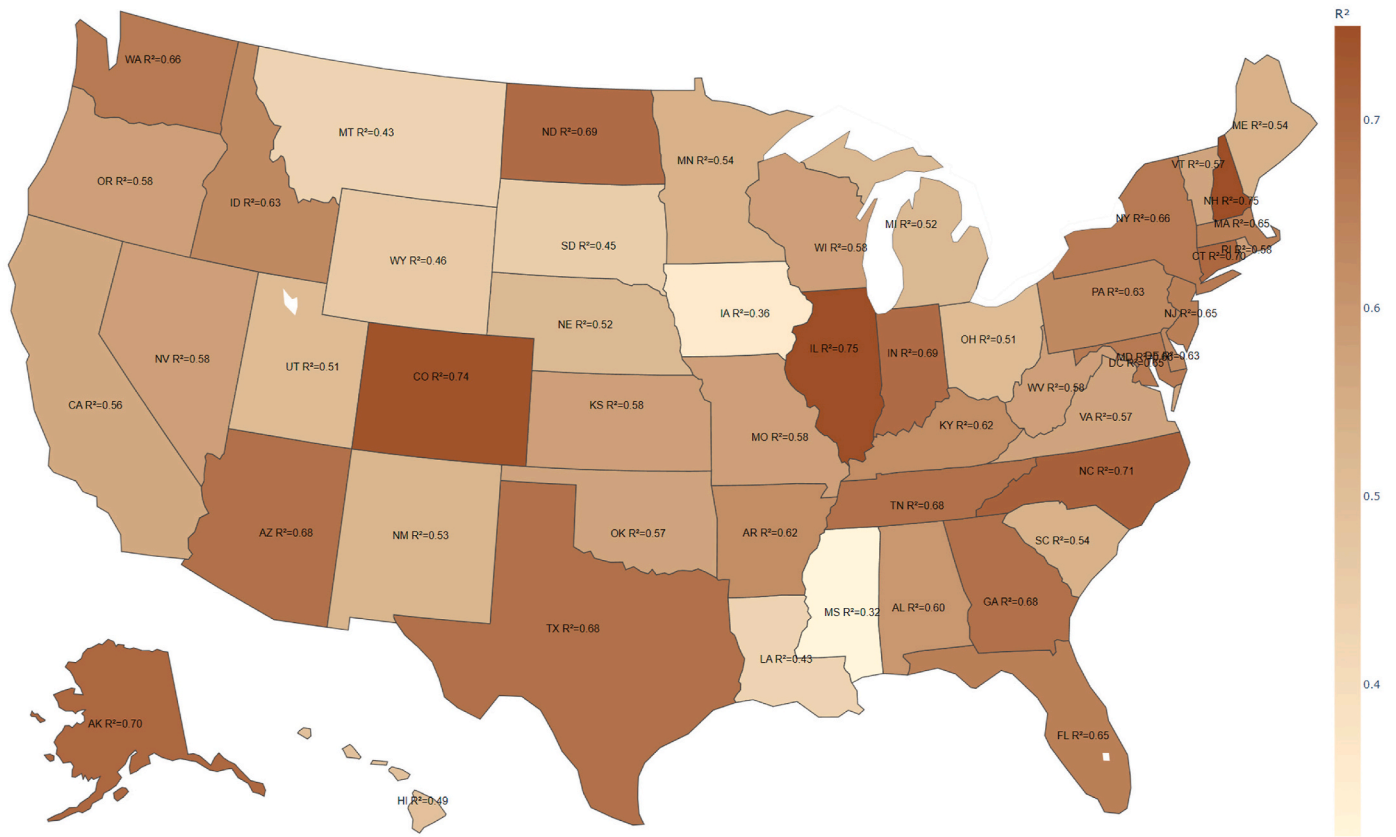 R²
WA R²=0.66
MT R²=0.43
ND R²=0.69
ME R²=0.54
0.7
MN R²=0.54
VT R²=0.57
OR R²=0.58
ID R²=0.63
NH R²=0.75
NY R²=0.66
MA R²=0.65
MI R²=0.52
SD R²=0.45
WI R²=0.58
RI R²=0.58
CT R²=0.70
WY R²=0.46
PA R²=0.63
0.6
IA R²=0.36
NJ R²=0.65
NE R²=0.52
OH R²=0.51
IL R²=0.75
IN R²=0.69
NV R²=0.58
DC R²=0.65
UT R²=0.51
CO R²=0.74
WV R²=0.58
CA R²=0.56
KS R²=0.58
VA R²=0.57
KY R²=0.62
MO R²=0.58
NC R²=0.71
0.5
TN R²=0.68
AZ R²=0.68
NM R²=0.53
OK R²=0.57
AR R²=0.62
SC R²=0.54
GA R²=0.68
MS R²=0.32
AL R²=0.60
TX R²=0.68
LA R²=0.43
0.4
AK R²=0.70
FL R²=0.65
HI R²=0.49